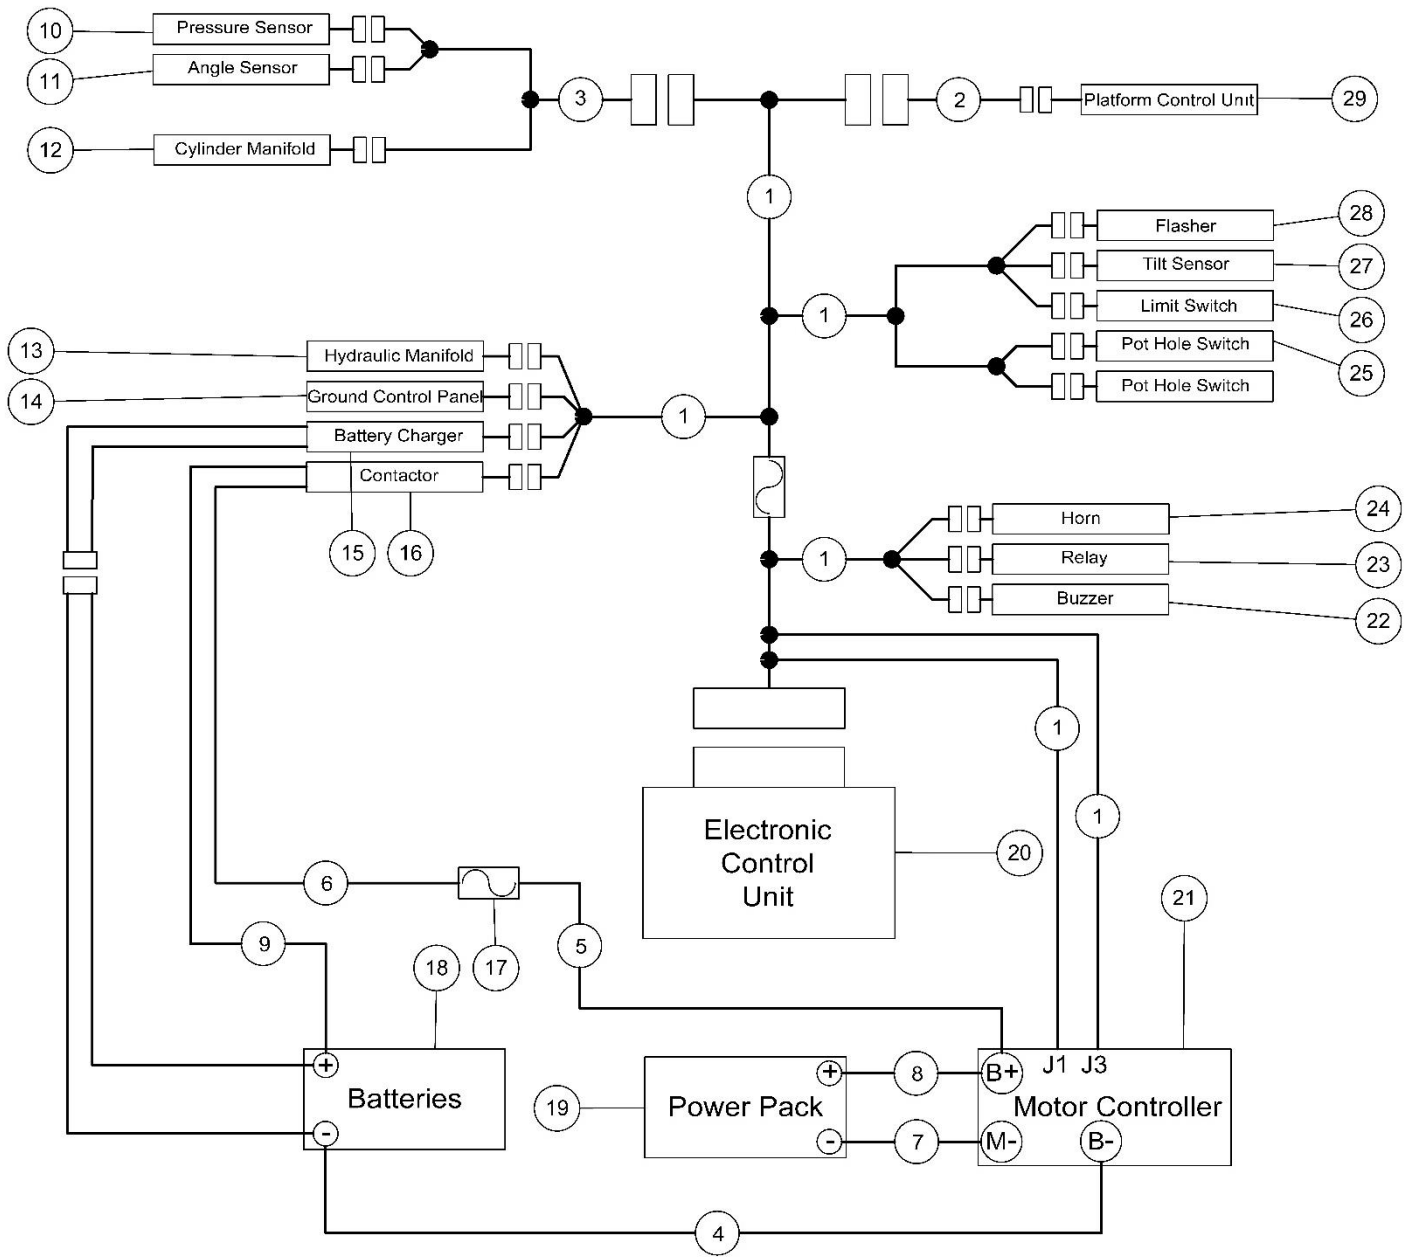 10
Pressure Sensor
11
Angle Sensor
12
Cylinder Manifold
3
2
Platform Control Unit
29
1
Flasher
28
Tilt Sensor
27
1
Limit Switch
26
Pot Hole Switch
25
Pot Hole Switch
13
Hydraulic Manifold
14
Ground Control Panel
1
Battery Charger
Contactor
15
16
Horn
24
1
Relay
23
Buzzer
22
1
1
Electronic
Control
Unit
20
6
17
5
9
18
21
Batteries
+
-
19
Power Pack
+
-
8
7
B+
J1
J3
Motor Controller
M-
B-
4